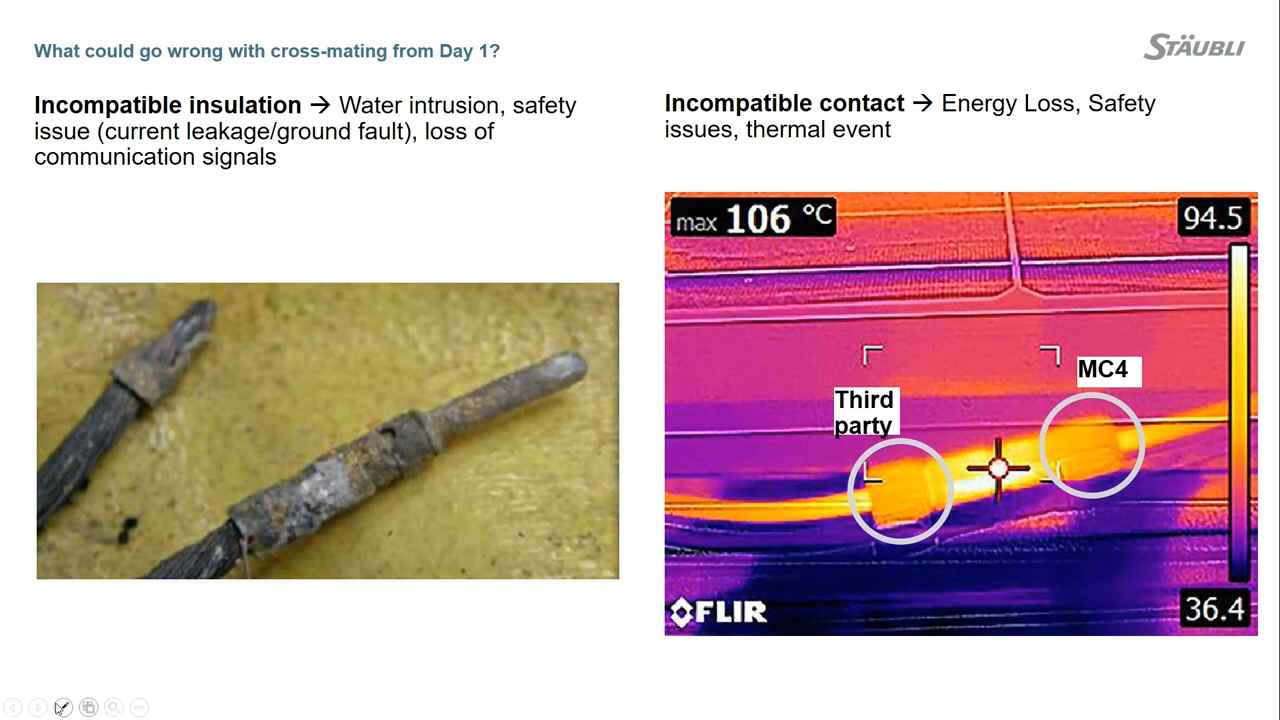 What could go wrong with cross-mating from Day 1?
STÄUBLI
Incompatible insulation → Water intrusion, safety
issue (current leakage/ground fault), loss of
communication signals
Incompatible contact → Energy Loss, Safety
issues, thermal event
max 106 °C
94.5
MC4
Third
party
36.4
FLIR